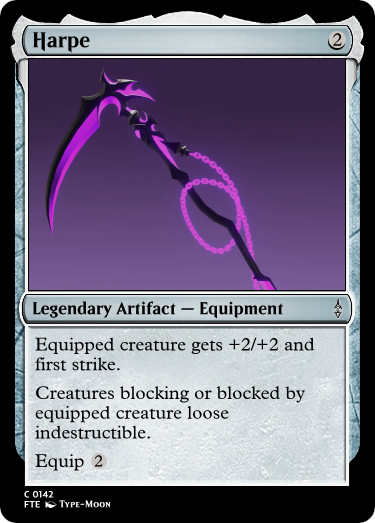 Harpe 2
Legendary Artifact — Equipment
Equipped creature gets +2/+2 and
first strike.
Creatures blocking or blocked by
equipped creature loose
indestructible.
Equip 2
C 0142
FTE Type-Moon